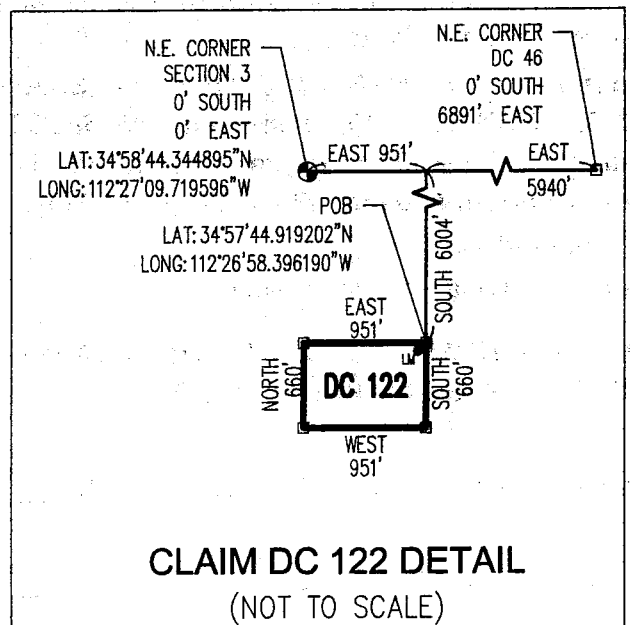 N.E. CORNER
SECTION 3
0' SOUTH
0' EAST
LAT: 34°58'44.344895"N
LONG: 112°27'09.719596"W
N.E. CORNER
DC 46
0' SOUTH
6891' EAST
EAST 951'
EAST
5940'
POB
LAT: 34°57'44.919202"N
LONG: 112°26'58.396190"W
SOUTH 6004'
EAST
951'
LM
NORTH
660'
DC 122
SOUTH
660'
WEST
951'
CLAIM DC 122 DETAIL
(NOT TO SCALE)